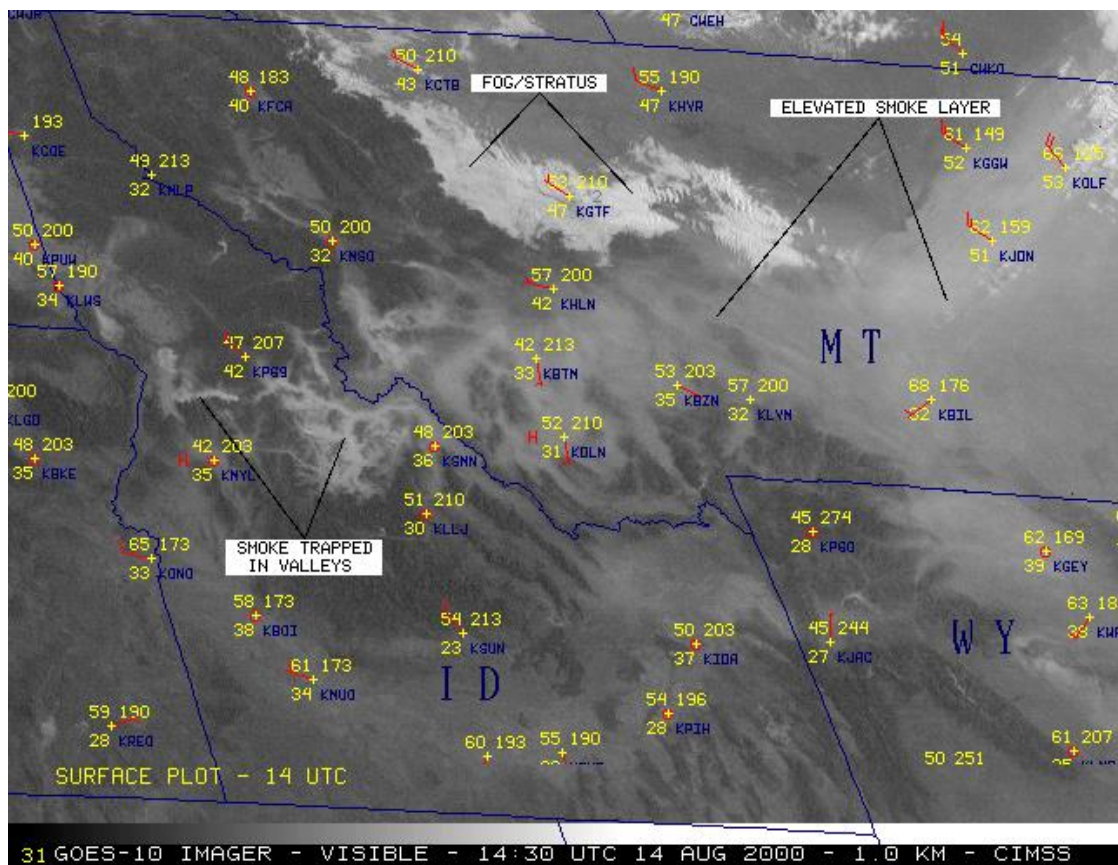 47 CWEH
54
51
50 210
43 KCTB
48 183
40 KFCA
FOG/STRATUS
55 190
47 KHVR
ELEVATED SMOKE LAYER
193
61 149
52 KGGW
53 KOLF
49 213
32 KMLP
53 210
47 KGTF
50 200
40 KPUW
50 200
32
62 159
51 KJDN
57 190
34 KLWS
57 200
42 KHLN
47 207
42
42 213
33 KBTM
M T
53 203
35 KBZN
57 200
32 KLVM
68 176
KBIL
200
48 203
35 KBKE
42 203
35 KMYL
48 203
36 KSMN
H
52 210
31 KDLN
51 210
30 KLLJ
45 274
28
62 169
39 KGEY
SMOKE TRAPPED
IN VALLEYS
65 173
33 KONO
58 173
38 KBOI
54 213
23 KSUN
50 203
37 KIDA
45 244
27 KJAC
63
W Y
61 173
34 KMUO
I D
54 196
28 KPIH
59 190
28 KREO
60 193
55 190
50 251
61 207
SURFACE PLOT - 14 UTC
31 GOES-10 IMAGER - VISIBLE - 14:30 UTC 14 AUG 2000 - 1.0 KM - CIMSS